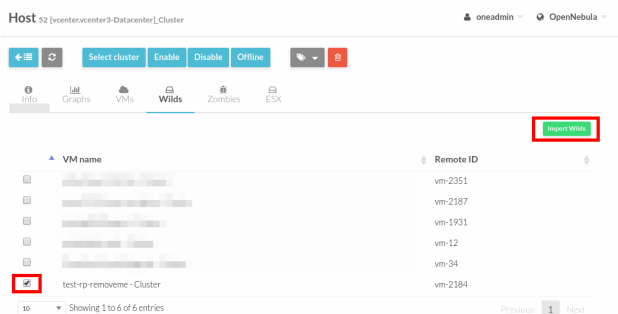 Host 52 [vcenter.vcenter3-Datacenter]_Cluster oneadmin OpenNebula
Select cluster Enable Disable Offline
Info Graphs VMs Wilds Zombies ESX
Import Wilds
VM name Remote ID
vm-2351
vm-2187
vm-1931
vm-12
vm-34
test-rp-removeme - Cluster vm-2184
10 Showing 1 to 6 of 6 entries Previous 1 Next